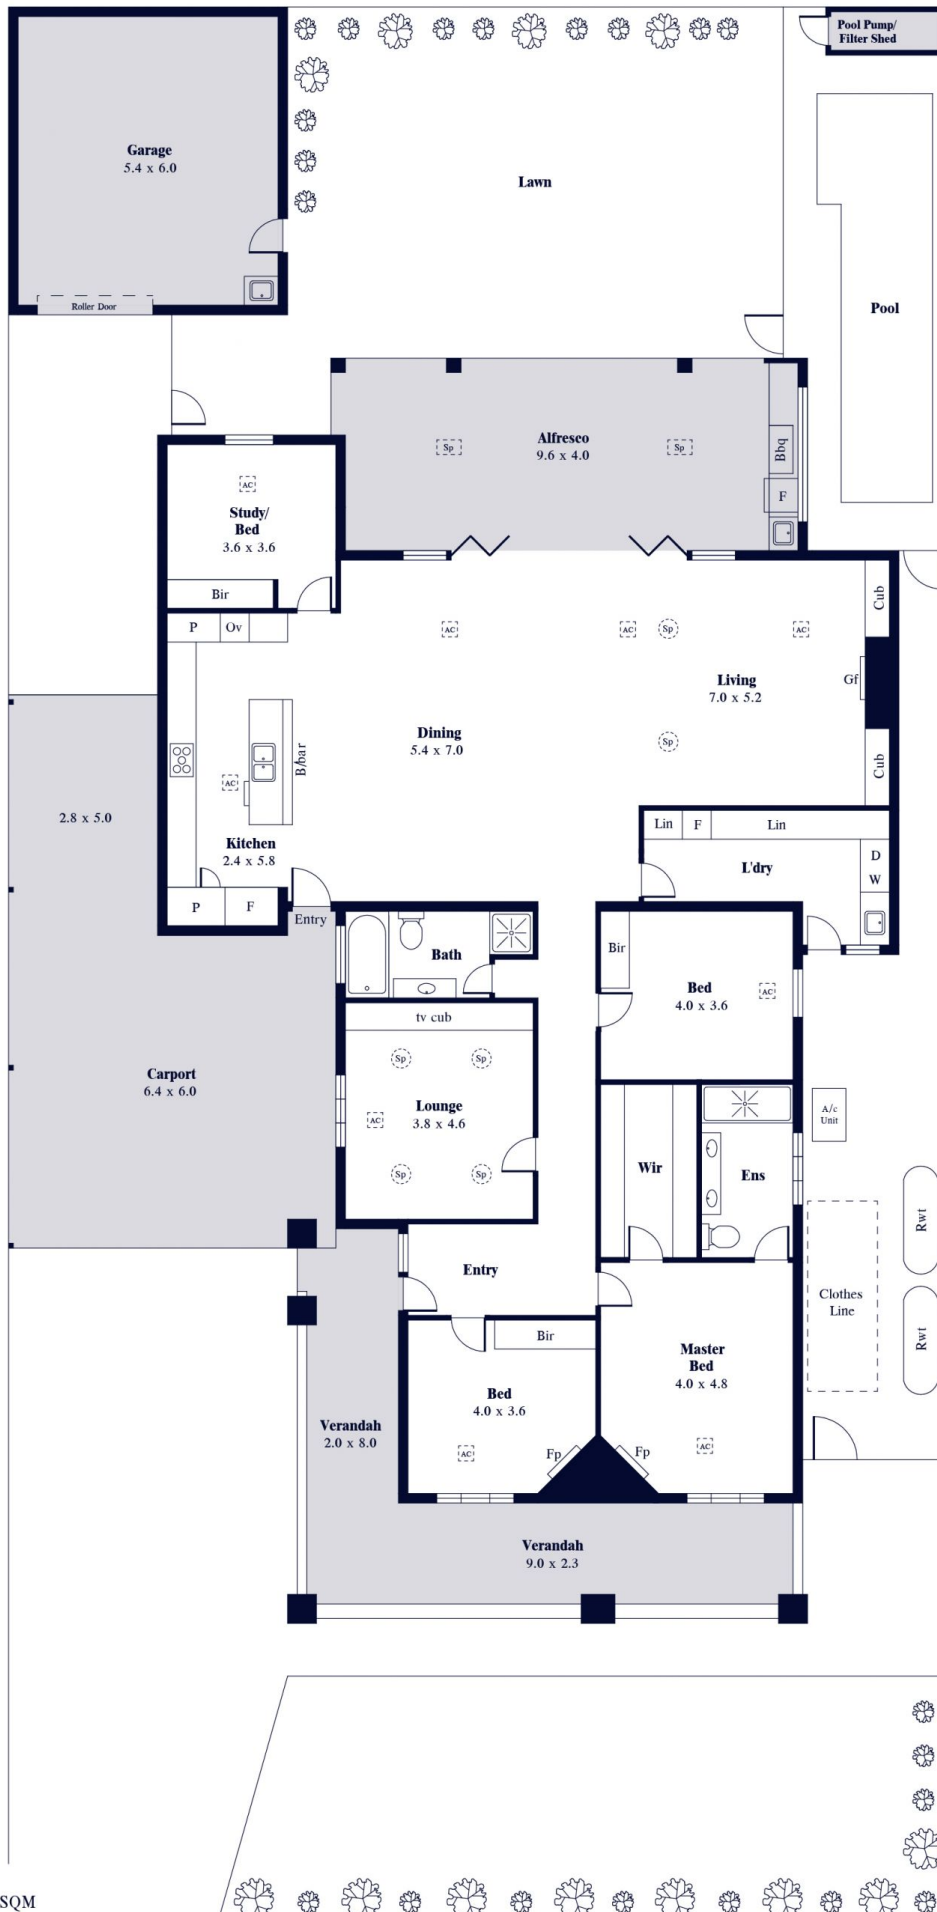 Pool Pump/
Filter Shed
Garage
5.4 x 6.0
Lawn
Roller Door
Pool
Alfresco
9.6 x 4.0
Sp
Sp
Bbq
F
AC
Study/
Bed
3.6 x 3.6
Bir
P
Ov
AC
AC
Sp
AC
Cub
Living
7.0 x 5.2
Gf
Dining
5.4 x 7.0
Sp
B/bar
AC
Cub
2.8 x 5.0
Kitchen
2.4 x 5.8
Lin
F
Lin
L'dry
D
W
P
F
Entry
Bath
Bir
Bed
4.0 x 3.6
AC
tv cub
Sp
Sp
Carport
6.4 x 6.0
Lounge
3.8 x 4.6
AC
Sp
Sp
A/c
Unit
Wir
Ens
Rwt
Entry
Clothes
Line
Rwt
Bir
Master
Bed
4.0 x 4.8
Bed
4.0 x 3.6
Verandah
2.0 x 8.0
AC
Fp
Fp
AC
Verandah
9.0 x 2.3
SQM